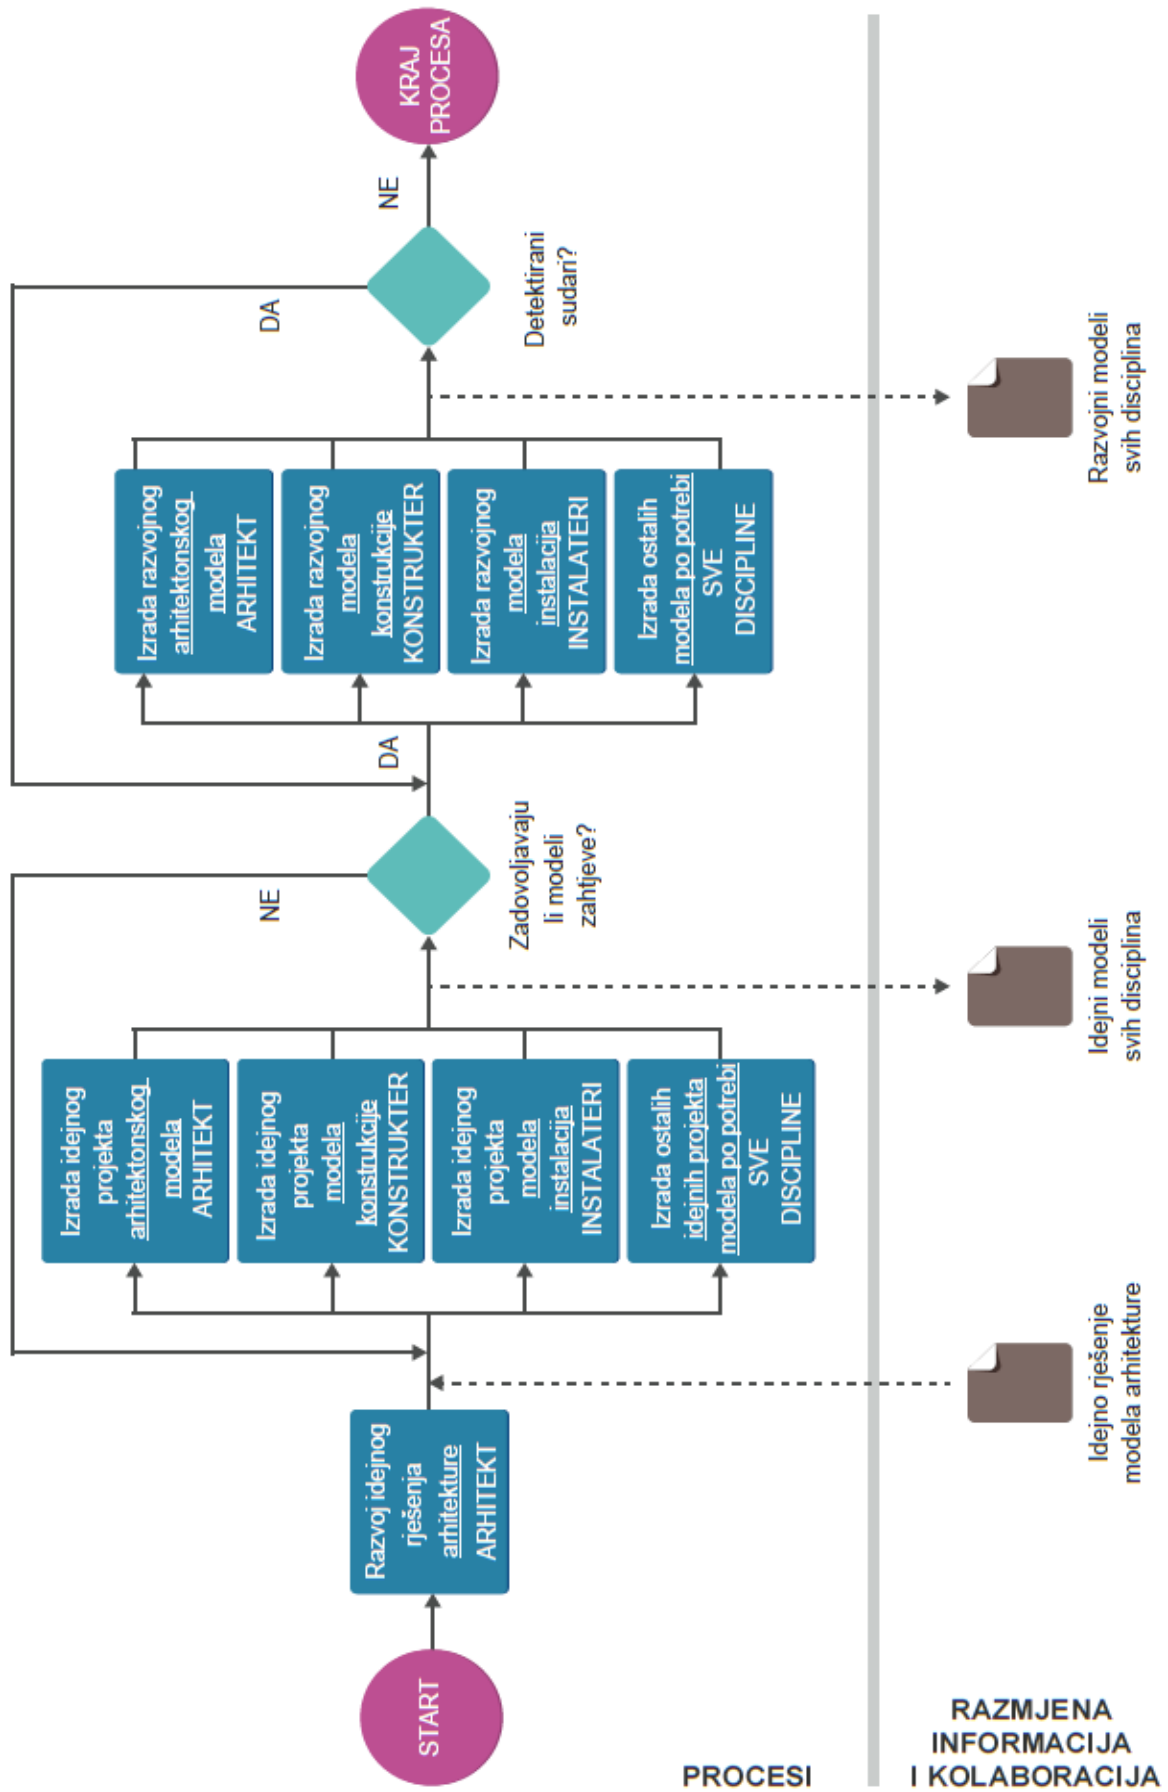 START
Razvoj idejnog
rješenja
arhitekture
ARHITEKT
Izrada idejnog
projekta
arhitektonskog
modela
ARHITEKT
Izrada idejnog
projekta
modela
konstrukcije
KONSTRUKTER
Izrada idejnog
projekta
modela
instalacija
INSTALATERI
Izrada ostalih
idejnih projekta
modela po potrebi
SVE
DISCIPLINE
NE
Zadovoljavaju
li modeli
zahtjeve?
DA
Izrada razvojnog
arhitektonskog
modela
ARHITEKT
Izrada razvojnog
modela
konstrukcije
KONSTRUKTER
Izrada razvojnog
modela
instalacija
INSTALATERI
Izrada ostalih
modela po potrebi
SVE
DISCIPLINE
DA
Detektirani
sudari?
NE
KRAJ
PROCESA
PROCESI
RAZMJENA
INFORMACIJA
I KOLABORACIJA
Idejno rješenje
modela arhitekture
Idejni modeli
svih disciplina
Razvojni modeli
svih disciplina